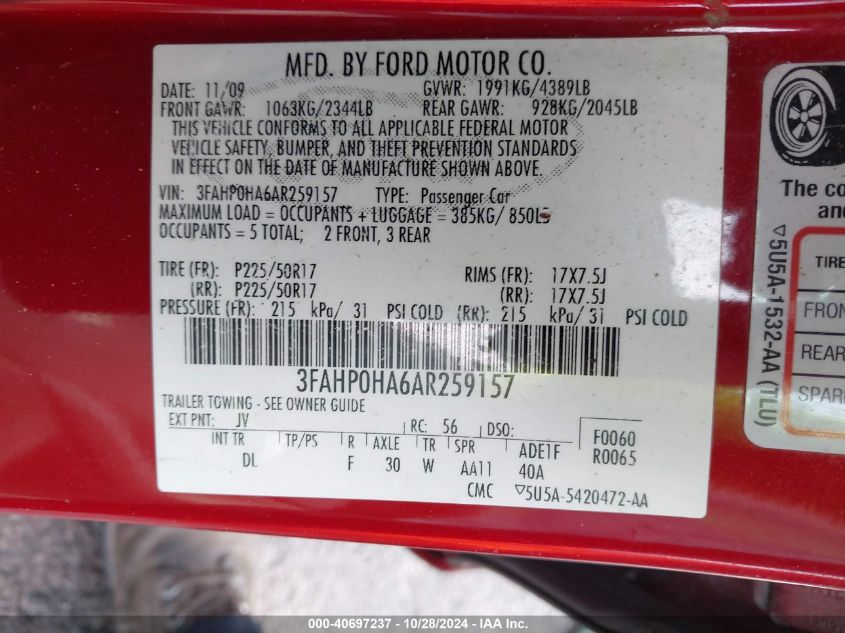 MFD. BY FORD MOTOR CO.
DATE: 11/09 GVWR: 1991KG/4389LB
FRONT GAWR: 1063KG/2344LB REAR GAWR: 928KG/2045LB
THIS VEHICLE CONFORMS TO ALL APPLICABLE FEDERAL MOTOR
VEHICLE SAFETY, BUMPER, AND THEFT PREVENTION STANDARDS
IN EFFECT ON THE DATE OF MANUFACTURE SHOWN ABOVE.
VIN: 3FAHP0HA6AR259157 TYPE: Passenger Car
MAXIMUM LOAD = OCCUPANTS + LUGGAGE = 385KG/ 850LB
OCCUPANTS = 5 TOTAL; 2 FRONT, 3 REAR
TIRE (FR): P225/50R17 RIMS (FR): 17X7.5J
(RR): P225/50R17 (RR): 17X7.5J
PRESSURE (FR): 215 kPa/ 31 PSI COLD (RR): 215 kPa/ 31 PSI COLD
3FAHP0HA6AR259157
TRAILER TOWING - SEE OWNER GUIDE
EXT PNT: JV RC: 56 DSO: F0060
INT TR TP/PS R AXLE TR SPR ADE1F R0065
DL F 30 W AA11 40A
CMC ▽5U5A-5420472-AA
The co
and
TIRE
FRON
REAR
SPAR
▽5U5A-1532-AA (TLU)
000-40697237 - 10/28/2024 - IAA Inc.